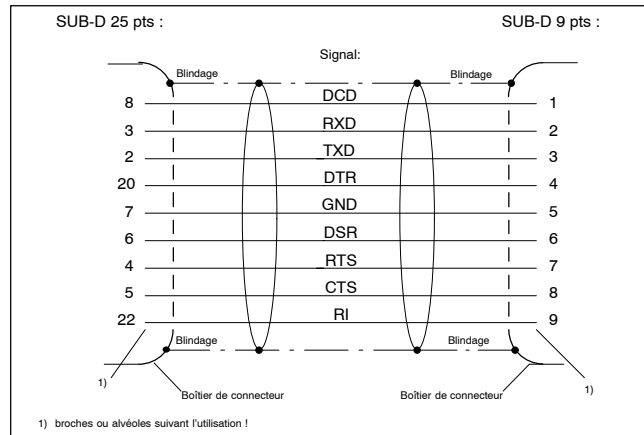 SUB-D 25 pts : SUB-D 9 pts :
Signal:
Blindage Blindage
8 DCD 1
3 RXD 2
2 _TXD 3
20 DTR 4
7 GND 5
6 DSR 6
4 _RTS 7
5 CTS 8
22 RI 9
Blindage Blindage
1) Boîtier de connecteur Boîtier de connecteur 1)
1) broches ou alvéoles suivant l'utilisation !